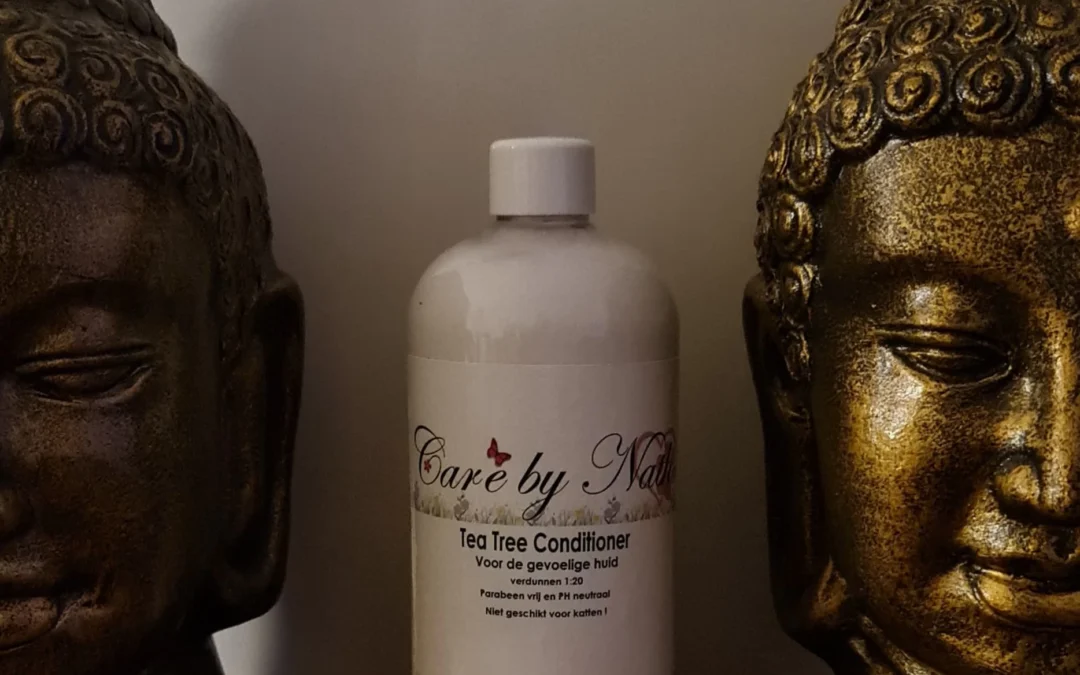 Care by
Tea Tree Conditioner
Voor de gevoelige huid
verdunnen 1:20
Parabeen vrij en PH neutraal
Niet geschikt voor katten !